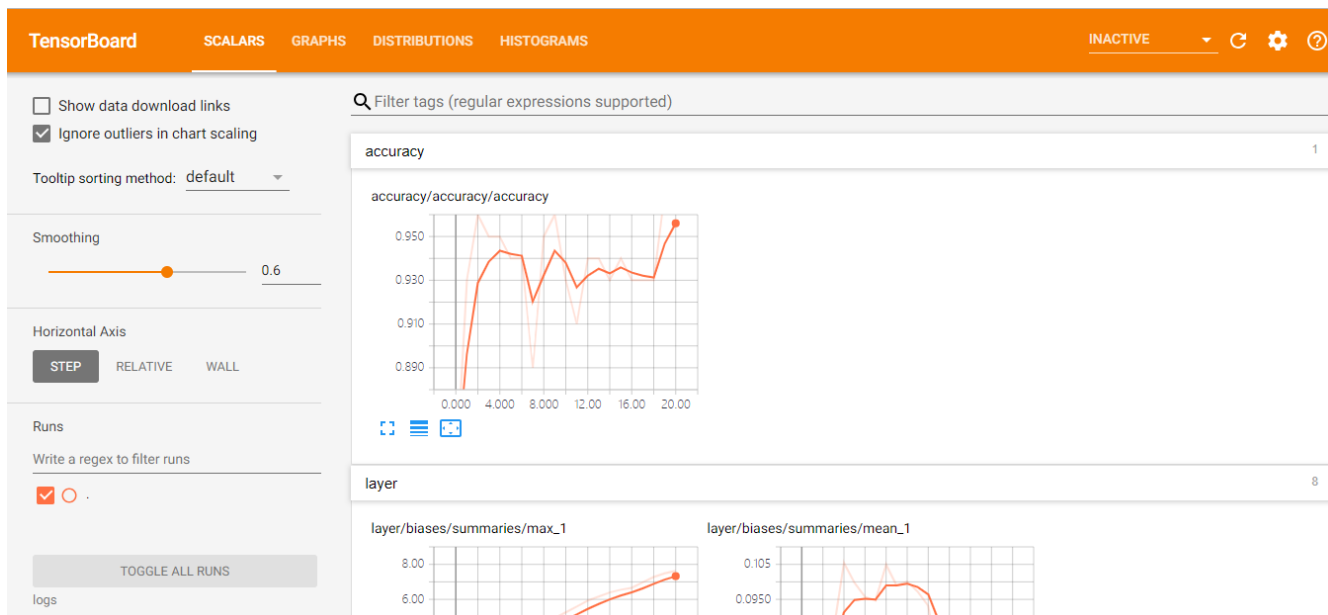 TensorBoard SCALARS GRAPHS DISTRIBUTIONS HISTOGRAMS INACTIVE
Show data download links
Ignore outliers in chart scaling
Tooltip sorting method: default
Smoothing
0.6
Horizontal Axis
STEP RELATIVE WALL
Runs
Write a regex to filter runs
.
TOGGLE ALL RUNS
logs
Filter tags (regular expressions supported)
accuracy 1
accuracy/accuracy/accuracy
0.950
0.930
0.910
0.890
0.000 4.000 8.000 12.00 16.00 20.00
layer 8
layer/biases/summaries/max_1
8.00
6.00
layer/biases/summaries/mean_1
0.105
0.0950